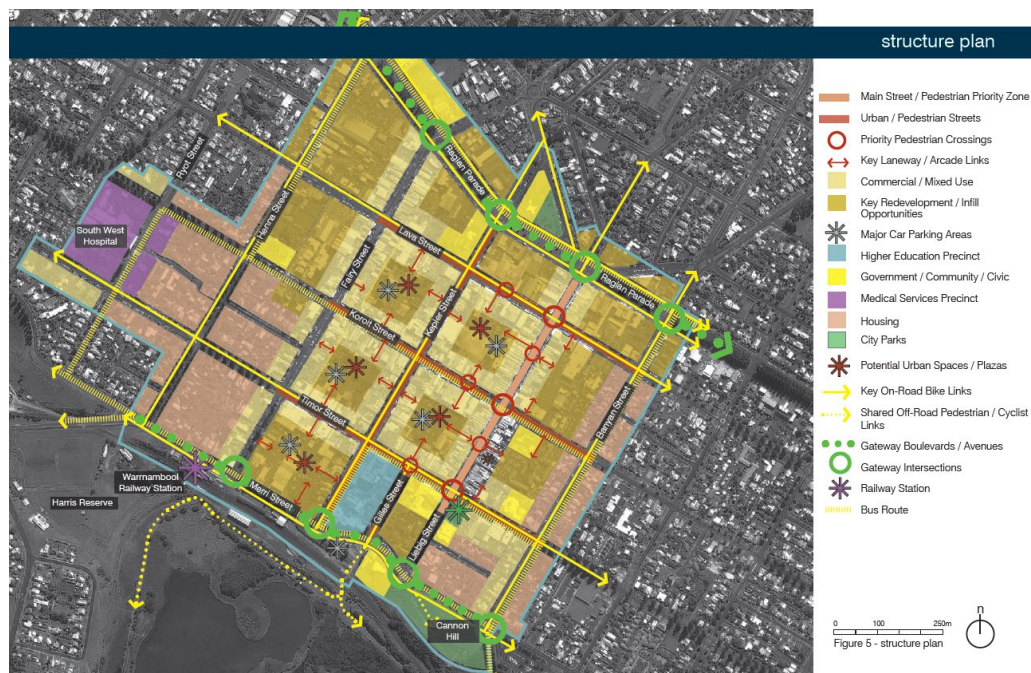 structure plan
Main Street / Pedestrian Priority Zone
Urban / Pedestrian Streets
Priority Pedestrian Crossings
Key Laneway / Arcade Links
Commercial / Mixed Use
Key Redevelopment / Infill
Opportunities
Major Car Parking Areas
Higher Education Precinct
Government / Community / Civic
Medical Services Precinct
Housing
City Parks
Potential Urban Spaces / Plazas
Key On-Road Bike Links
Shared Off-Road Pedestrian / Cyclist
Links
Gateway Boulevards / Avenues
Gateway Intersections
Railway Station
Bus Route
Ryot Street
Raglan Parade
South West
Hospital
Henna Street
Lava Street
Fairy Street
Raglan Parade
Koroit Street
Kepler Street
Timor Street
Banyan Street
Warrnambool
Railway Station
Harris Reserve
Merri Street
Gilles Street
Liebig Street
Cannon
Hill
n
0 100 250m
Figure 5 - structure plan